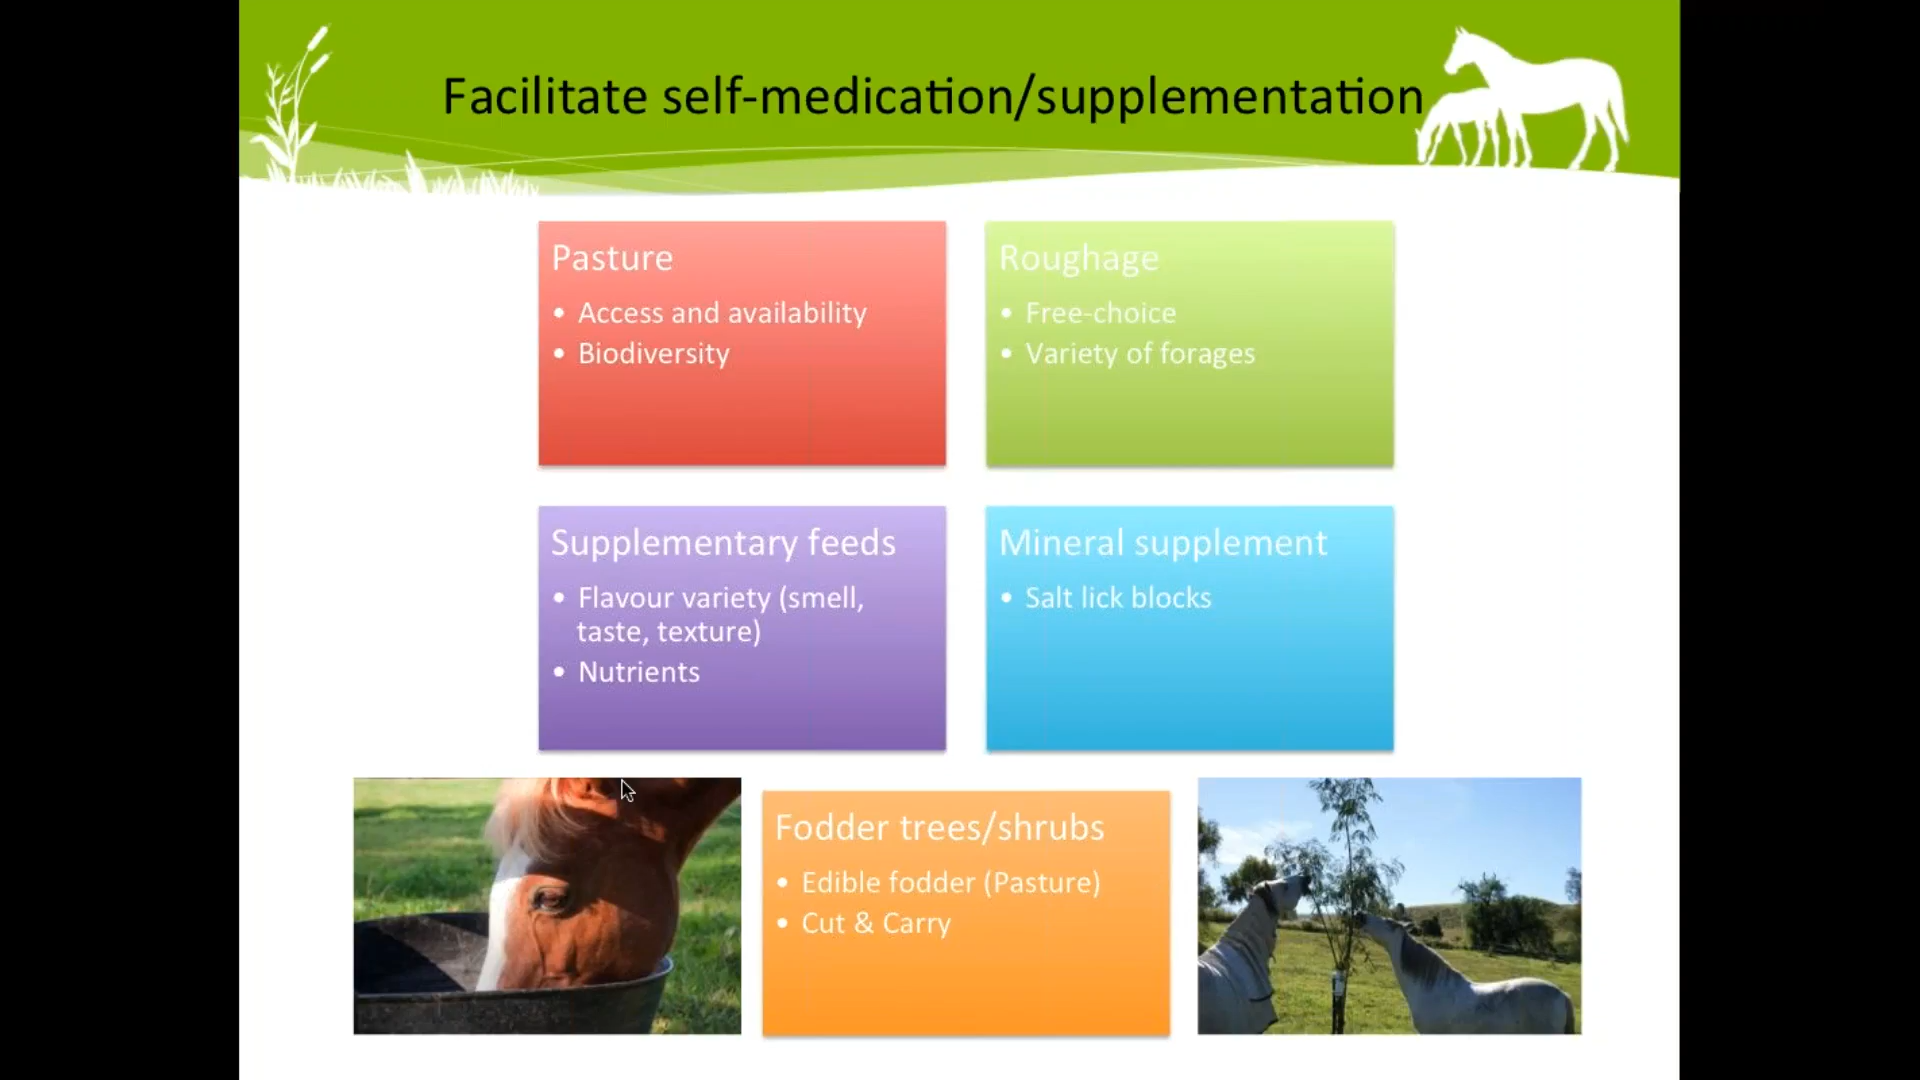 Facilitate self-medication/supplementation
Pasture
• Access and availability
• Biodiversity
Roughage
• Free-choice
• Variety of forages
Supplementary feeds
• Flavour variety (smell,
taste, texture)
• Nutrients
Mineral supplement
• Salt lick blocks
Fodder trees/shrubs
• Edible fodder (Pasture)
• Cut & Carry